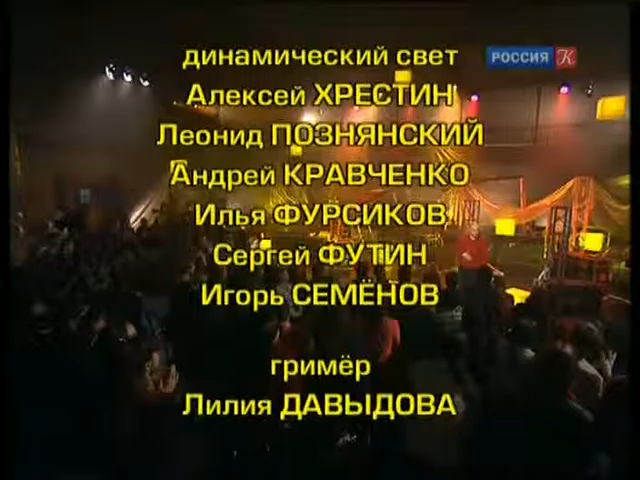 динамический свет
РОССИЯ К
Алексей ХРЕСТИН
Леонид ПОЗНЯНСКИЙ
Андрей КРАВЧЕНКО
Илья ФУРСИКОВ
Сергей ФУТИН
Игорь СЕМЁНОВ
гримёр
Лилия ДАВЫДОВА